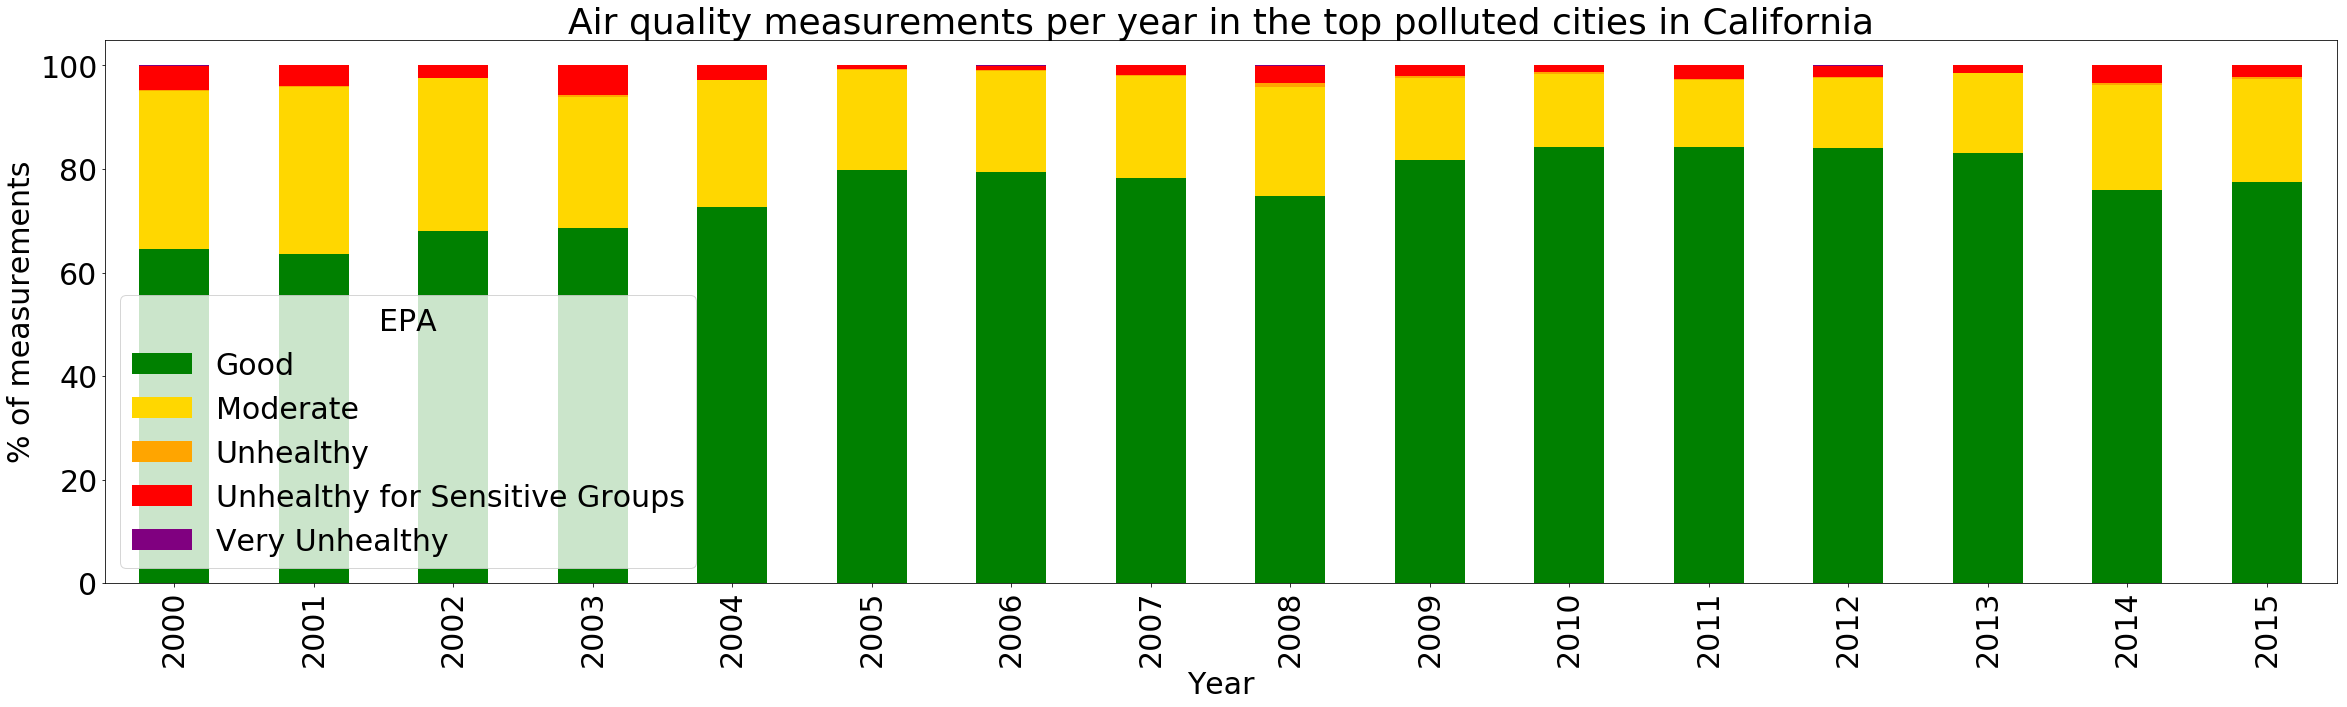 Air quality measurements per year in the top polluted cities in California
% of measurements
100
80
60
40
20
0
EPA
Good
Moderate
Unhealthy
Unhealthy for Sensitive Groups
Very Unhealthy
2000 2001 2002 2003 2004 2005 2006 2007 2008 2009 2010 2011 2012 2013 2014 2015
Year